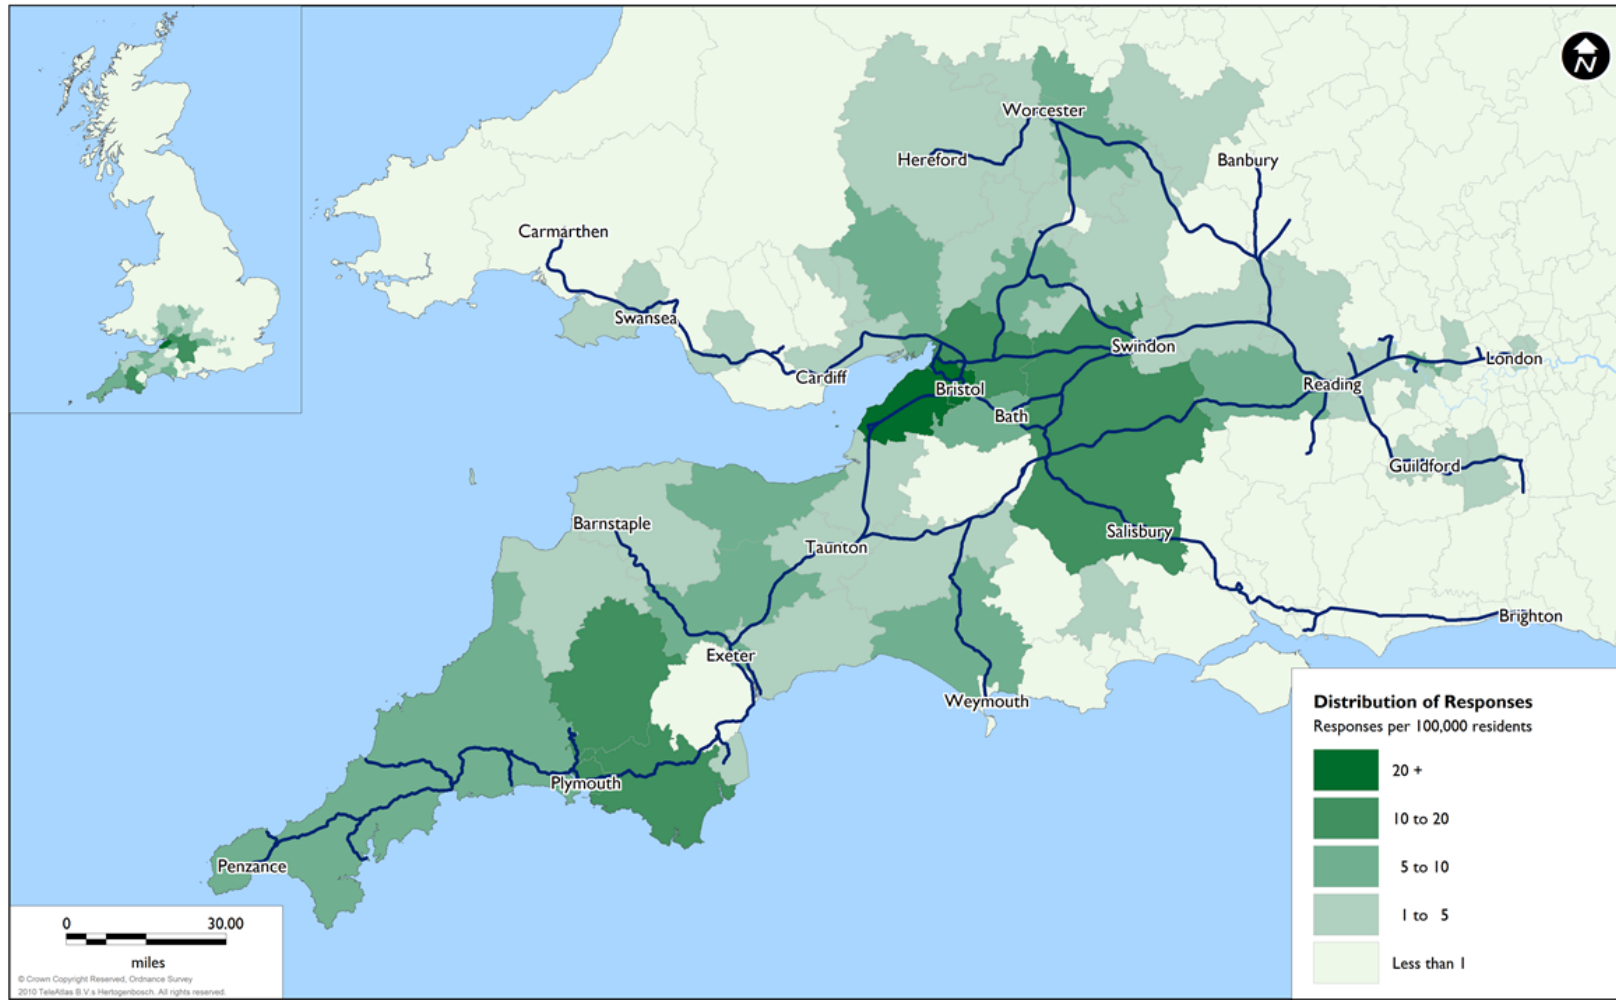 N
Worcester
Hereford
Banbury
Carmarthen
Swansea
Swindon
London
Cardiff
Reading
Bristol
Bath
Guildford
Barnstaple
Salisbury
Taunton
Brighton
Exeter
Weymouth
Plymouth
Penzance
Distribution of Responses
Responses per 100,000 residents
20 +
10 to 20
5 to 10
1 to 5
Less than 1
0 30.00
miles
© Crown Copyright Reserved, Ordnance Survey
2010 TeleAtlas B.V.s Hertogenbosch. All rights reserved.